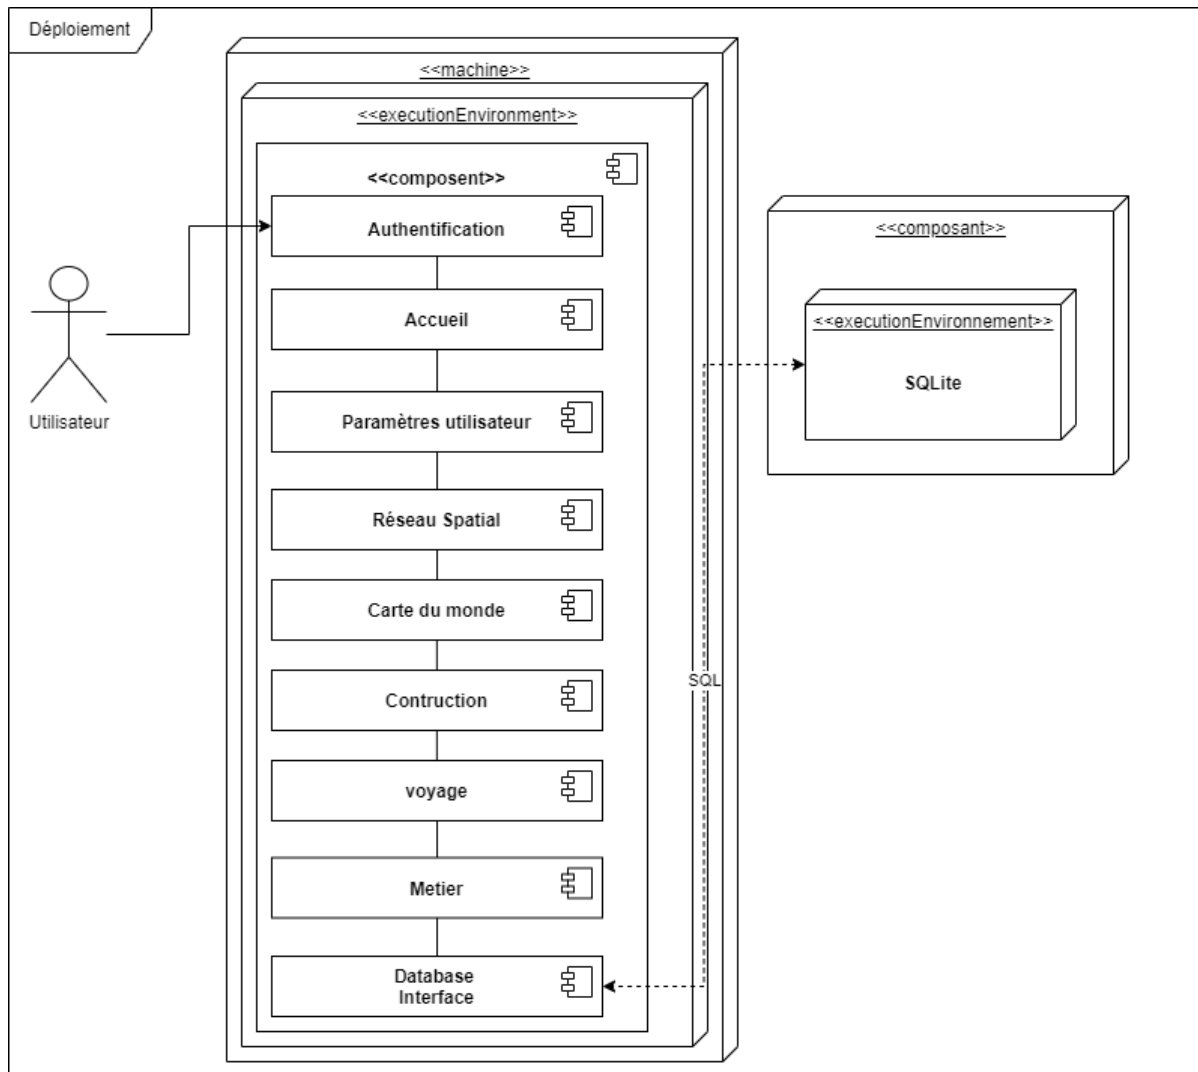 Déploiement
<<machine>>
<<executionEnvironment>>
<<composent>>
Authentification
Accueil
Paramètres utilisateur
Réseau Spatial
Carte du monde
Contruction
voyage
Metier
Database
Interface
Utilisateur
SQL
<<composant>>
<<executionEnvironnement>>
SQLite